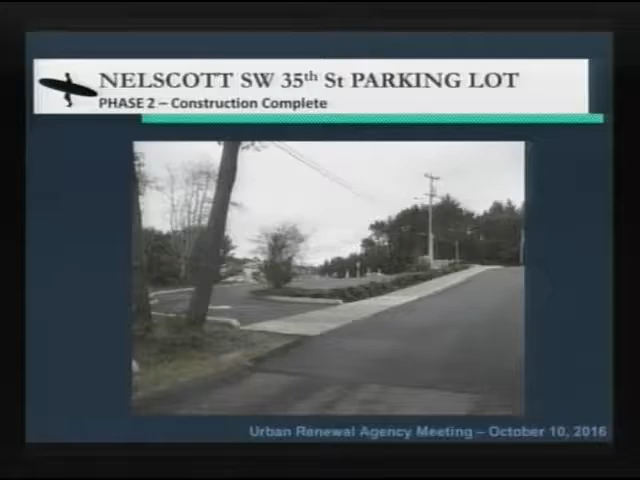 NELSCOTT SW 35th St PARKING LOT
PHASE 2 – Construction Complete
Urban Renewal Agency Meeting – October 10, 2016